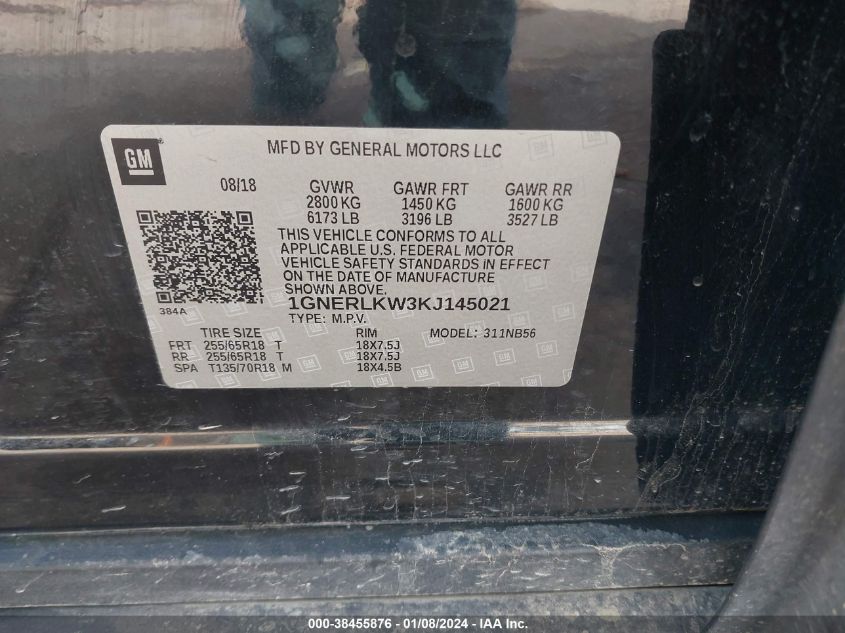 GM
MFD BY GENERAL MOTORS LLC
08/18 GVWR GAWR FRT GAWR RR
2800 KG 1450 KG 1600 KG
6173 LB 3196 LB 3527 LB
THIS VEHICLE CONFORMS TO ALL
APPLICABLE U.S. FEDERAL MOTOR
VEHICLE SAFETY STANDARDS IN EFFECT
ON THE DATE OF MANUFACTURE
SHOWN ABOVE.
384A
1GNERLKW3KJ145021
TYPE: M.P.V.
TIRE SIZE RIM MODEL: 311NB56
FRT 255/65R18 T 18X7.5J
RR 255/65R18 T 18X7.5J
SPA T135/70R18 M 18X4.5B
000-38455876 - 01/08/2024 - IAA Inc.